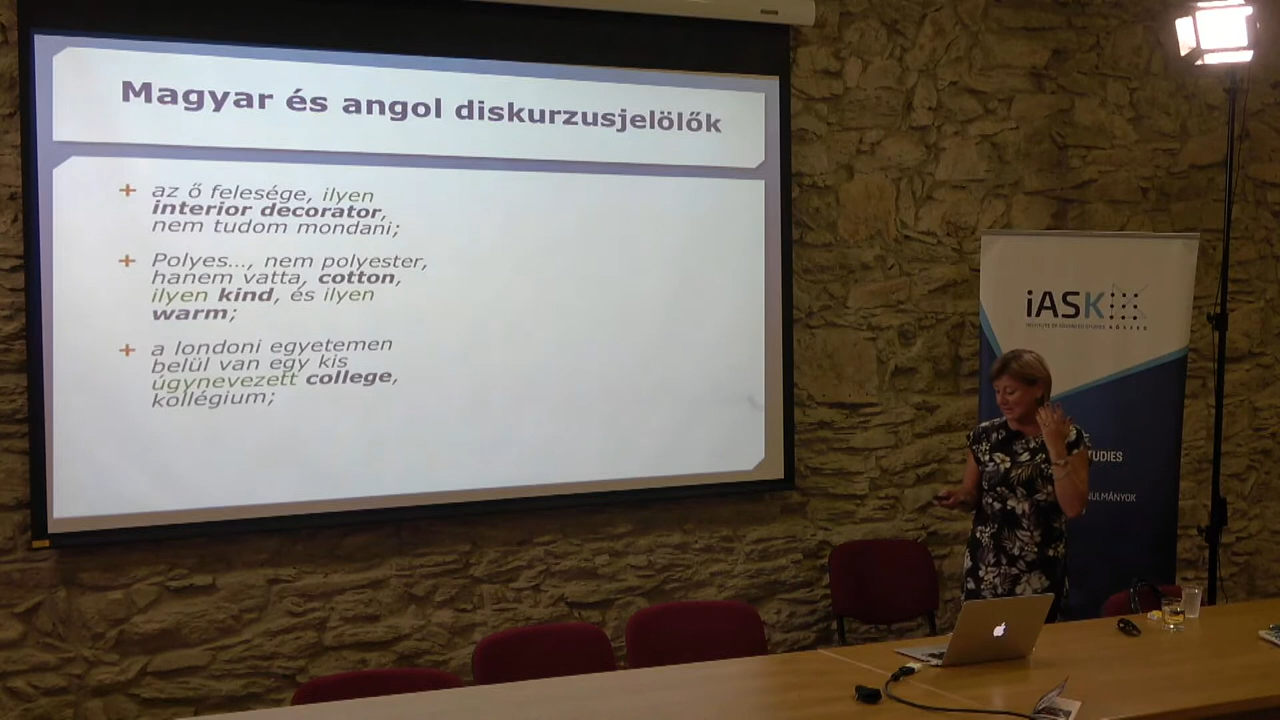 Magyar és angol diskurzusjelölők
+ az ő felesége, ilyen
interior decorator,
nem tudom mondani;
+ Polyes..., nem polyester,
hanem vatta, cotton,
ilyen kind, és ilyen
warm;
+ a londoni egyetemen
belül van egy kis
úgynevezett college,
kollégium;
iASK
INSTITUTE OF ADVANCED STUDIES KŐSZEG
TUDIES
NULMÁNYOK